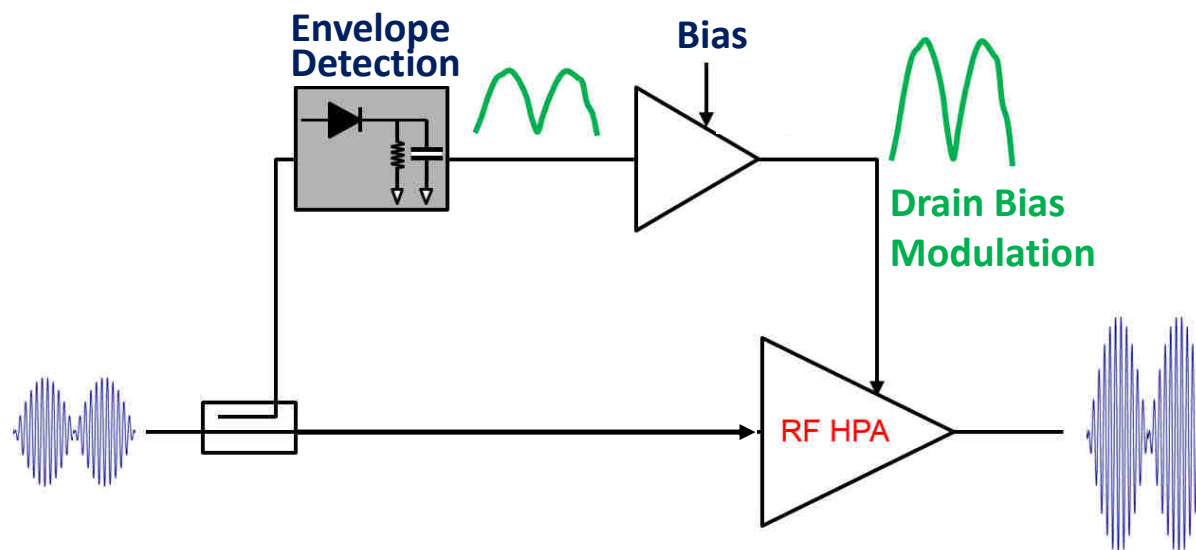 Envelope
Detection
Bias
Drain Bias
Modulation
RF HPA